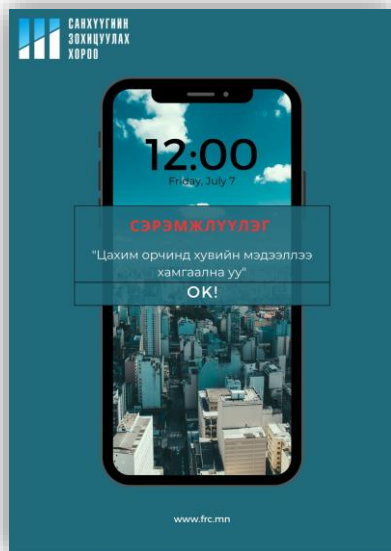 САНХҮҮГИЙН
ЗОХИЦУУЛАХ
ХОРОО
12:00
Friday, July 7
СЭРЭМЖЛҮҮЛЭГ
"Цахим орчинд хувийн мэдээллээ
хамгаална уу"
OK!
www.frc.mn